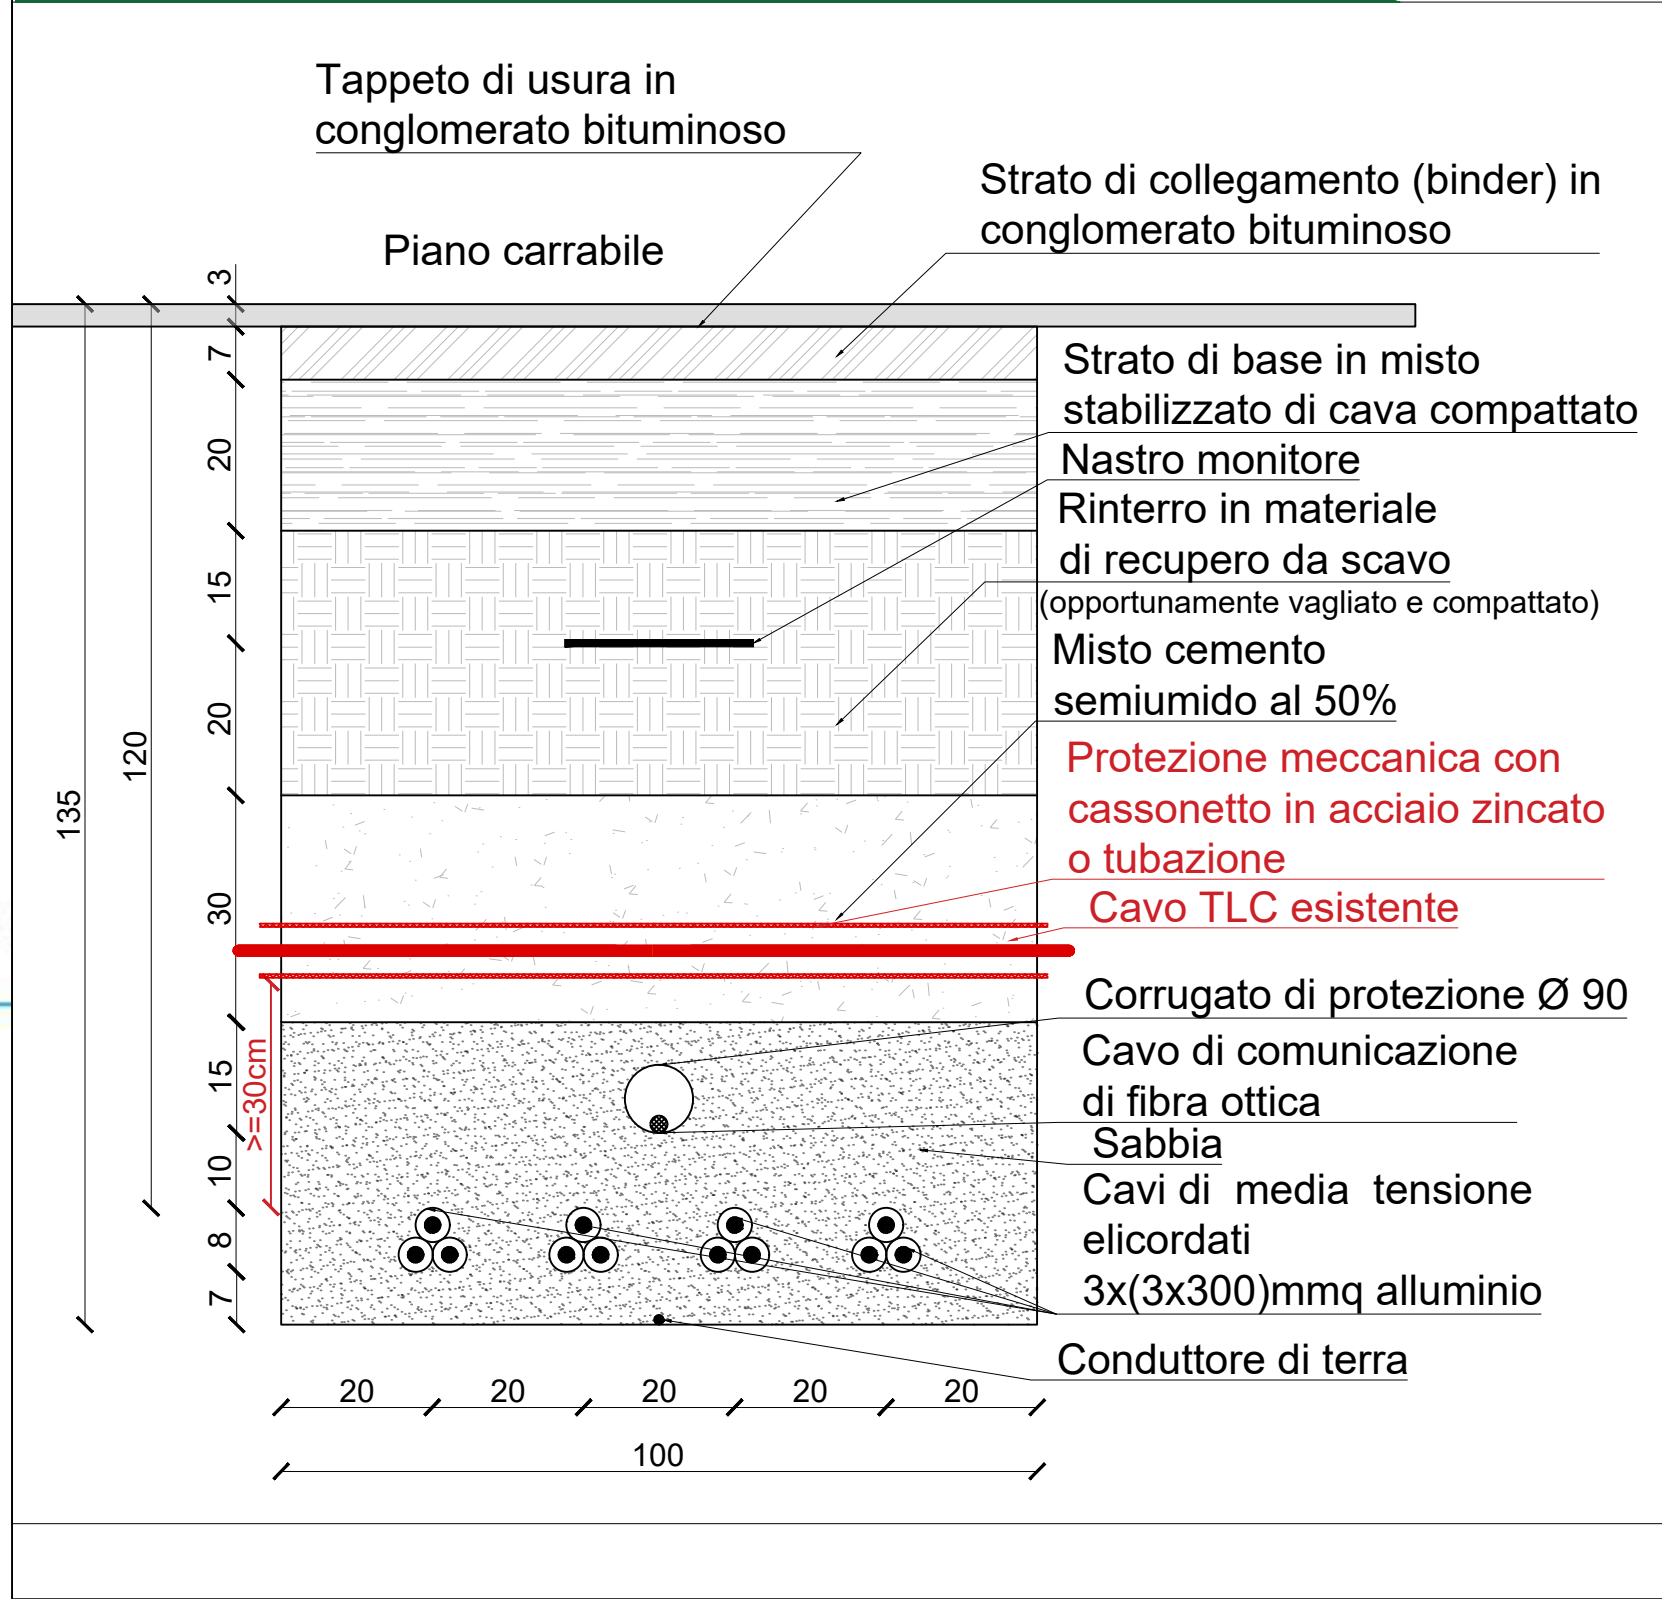 Tappeto di usura in
conglomerato bituminoso
Strato di collegamento (binder) in
conglomerato bituminoso
Piano carrabile
3
7
Strato di base in misto
stabilizzato di cava compattato
20
Nastro monitore
Rinterro in materiale
di recupero da scavo
(opportunamente vagliato e compattato)
15
Misto cemento
semiumido al 50%
20
120
135
Protezione meccanica con
cassonetto in acciaio zincato
o tubazione
30
Cavo TLC esistente
Corrugato di protezione Ø 90
15
>=30cm
Cavo di comunicazione
di fibra ottica
Sabbia
10
Cavi di media tensione
elicordati
3x(3x300)mmq alluminio
8
7
Conduttore di terra
20 20 20 20 20
100